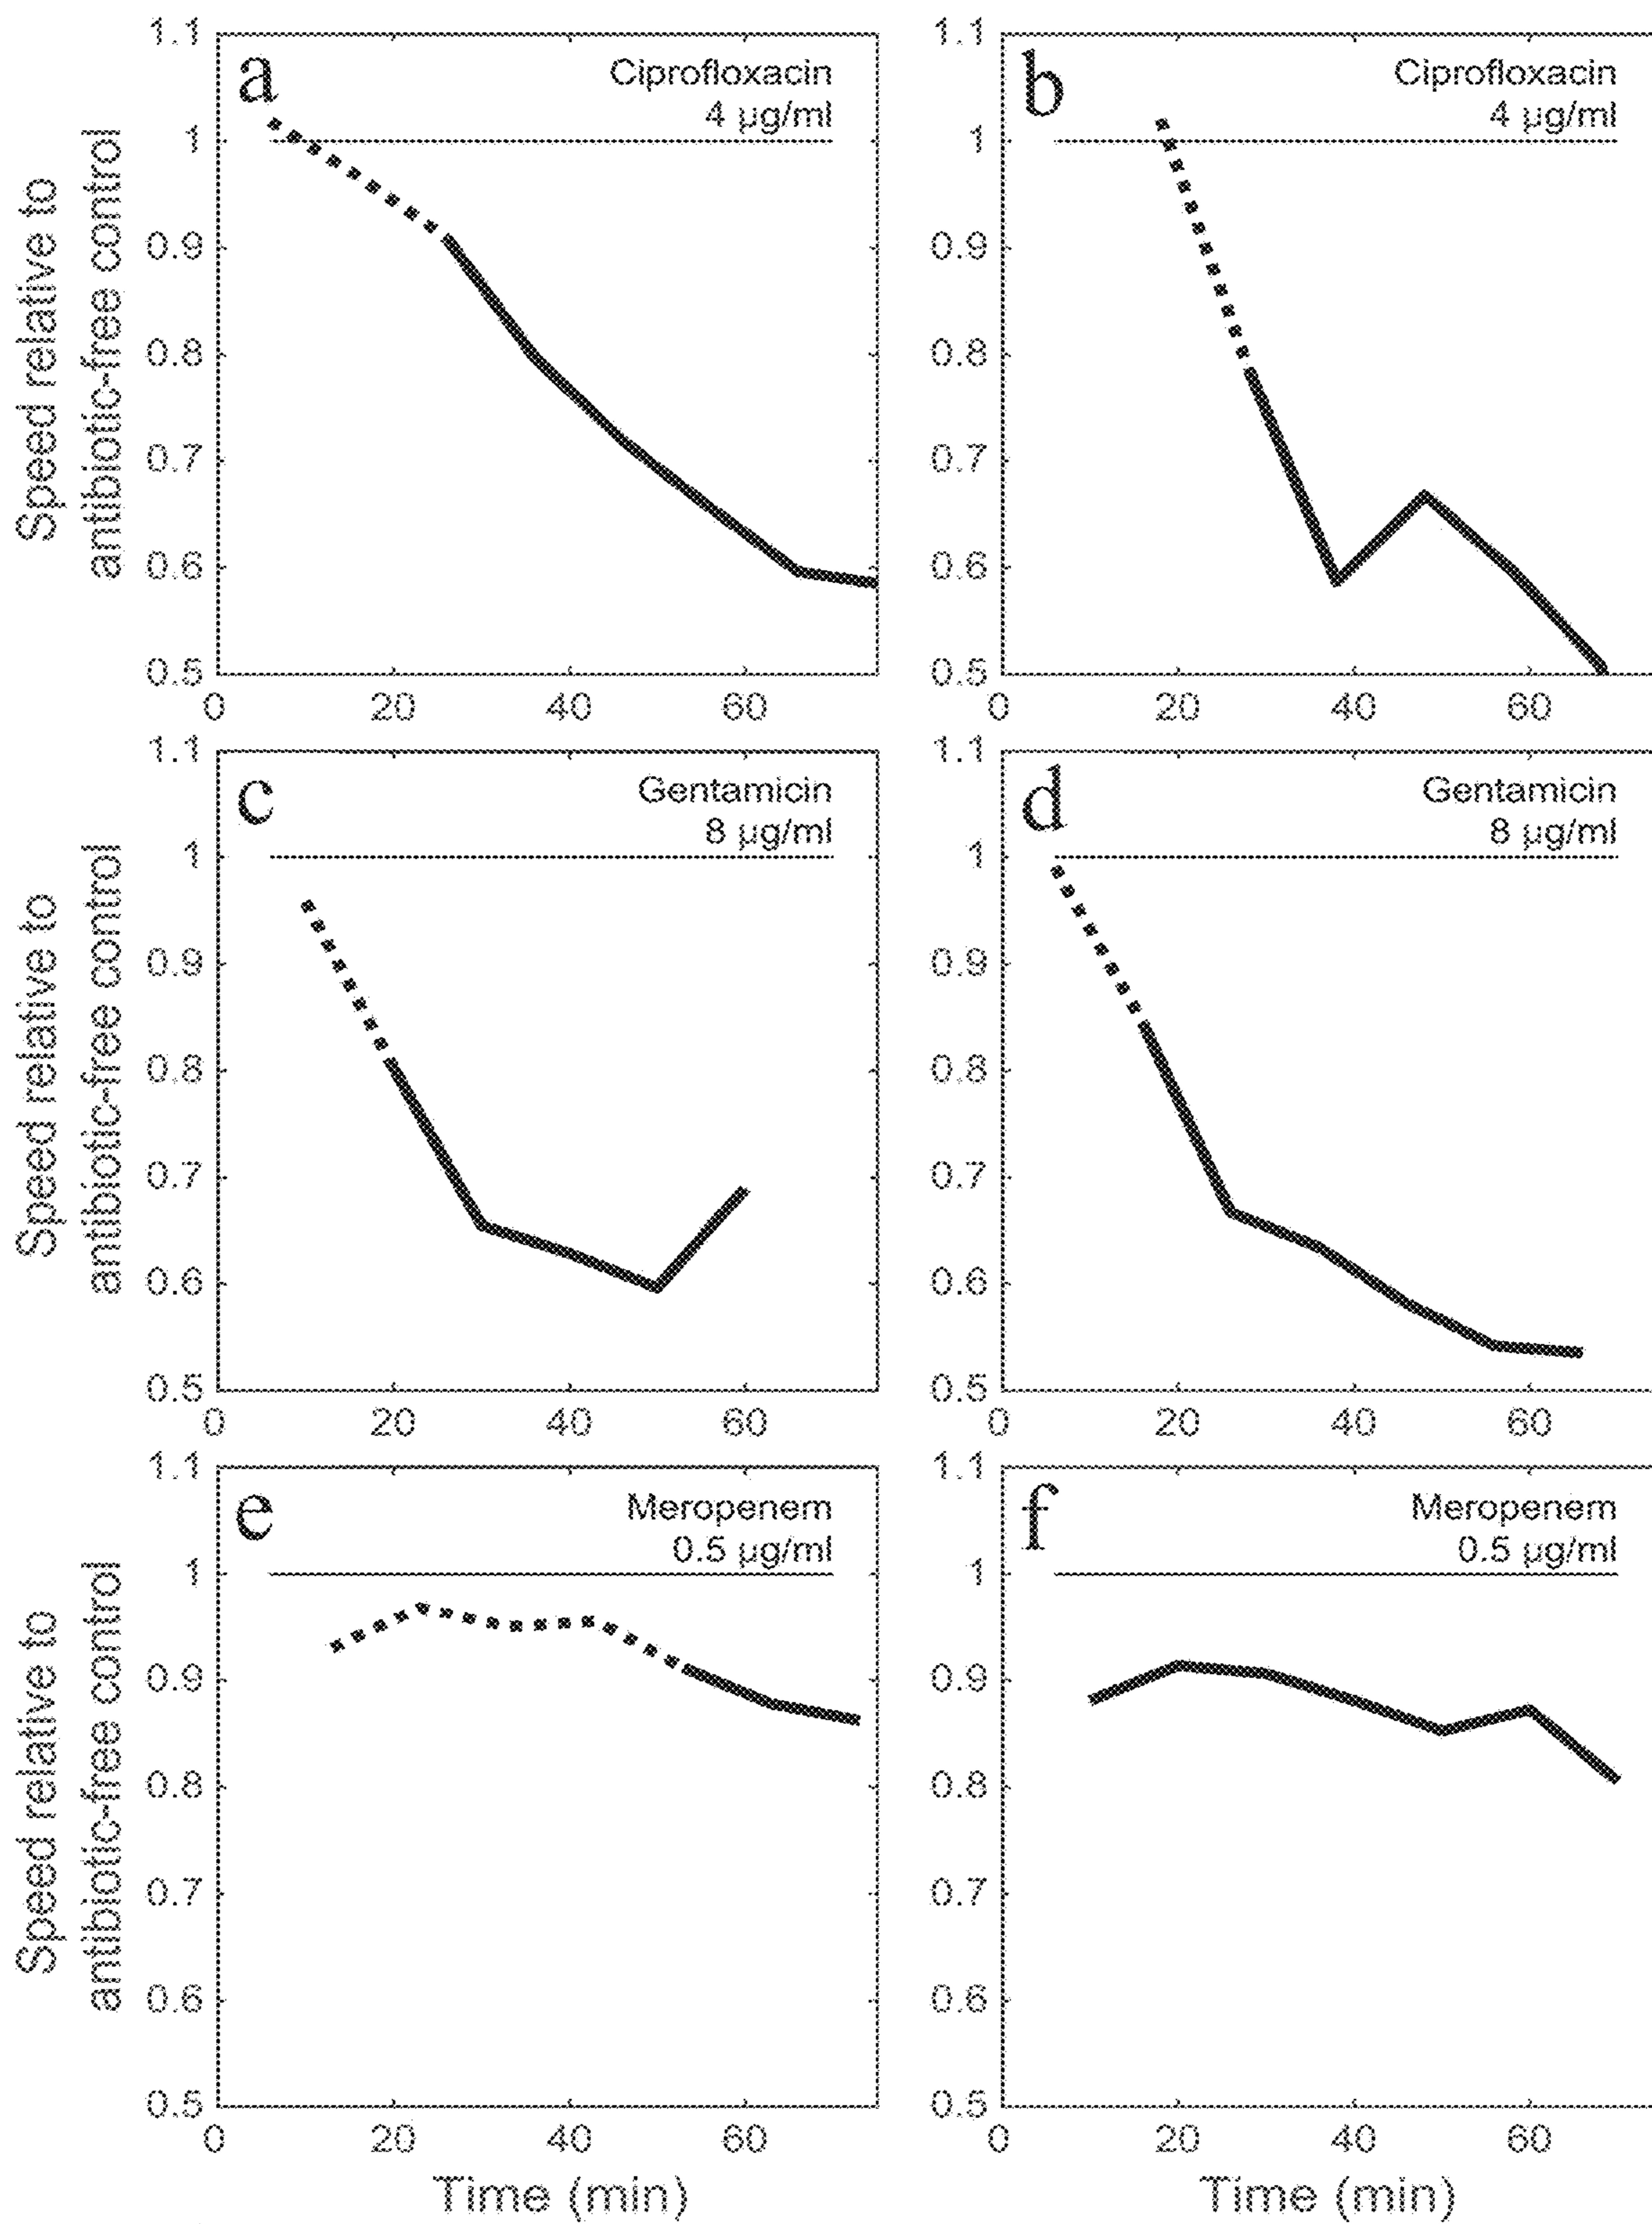 1.1
a
Ciprofloxacin
4 µg/ml
1
0.9
0.8
0.7
0.6
0.5
0
20
40
60
Speed relative to
antibiotic-free control
1.1
b
Ciprofloxacin
4 µg/ml
1
0.9
0.8
0.7
0.6
0.5
0
20
40
60
1.1
c
Gentamicin
8 µg/ml
1
0.9
0.8
0.7
0.6
0.5
0
20
40
60
Speed relative to
antibiotic-free control
1.1
d
Gentamicin
8 µg/ml
1
0.9
0.8
0.7
0.6
0.5
0
20
40
60
1.1
e
Meropenem
0.5 µg/ml
1
0.9
0.8
0.7
0.6
0.5
0
20
40
60
Time (min)
Speed relative to
antibiotic-free control
1.1
f
Meropenem
0.5 µg/ml
1
0.9
0.8
0.7
0.6
0.5
0
20
40
60
Time (min)